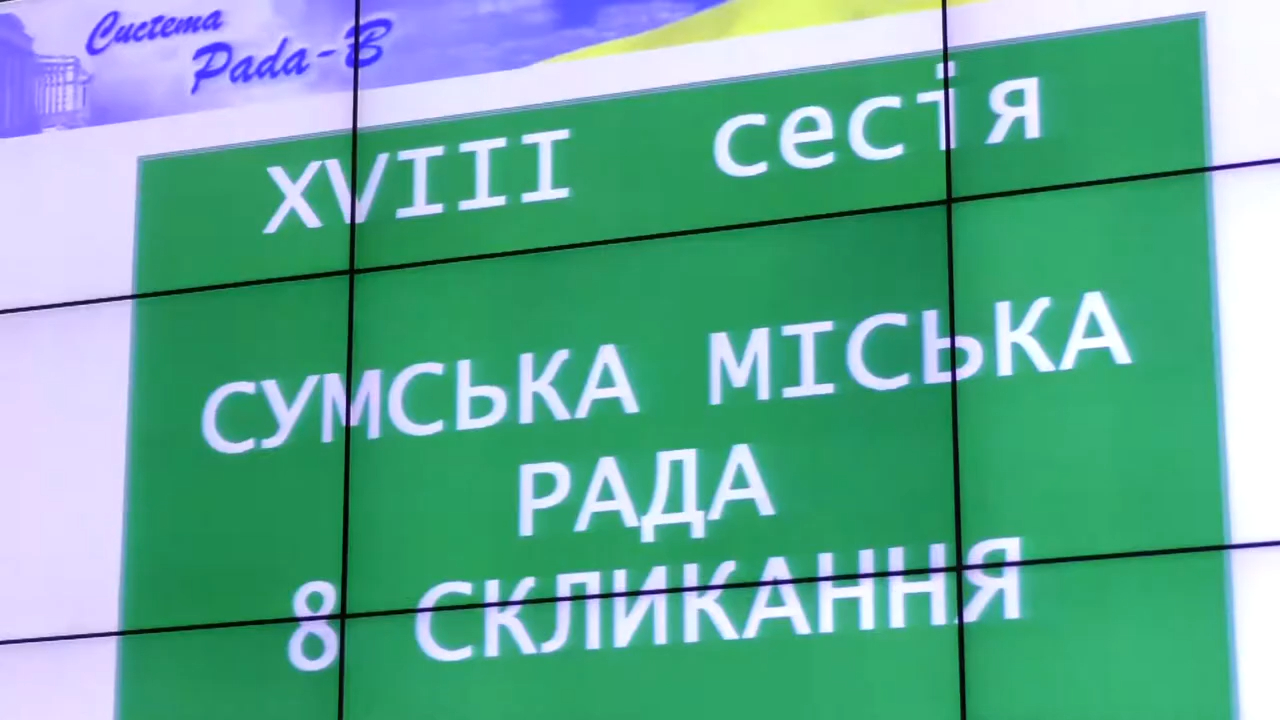 Система
Рада-В
XVIII сесія
СУМСЬКА МІСЬКА
РАДА
8 СКЛИКАННЯ